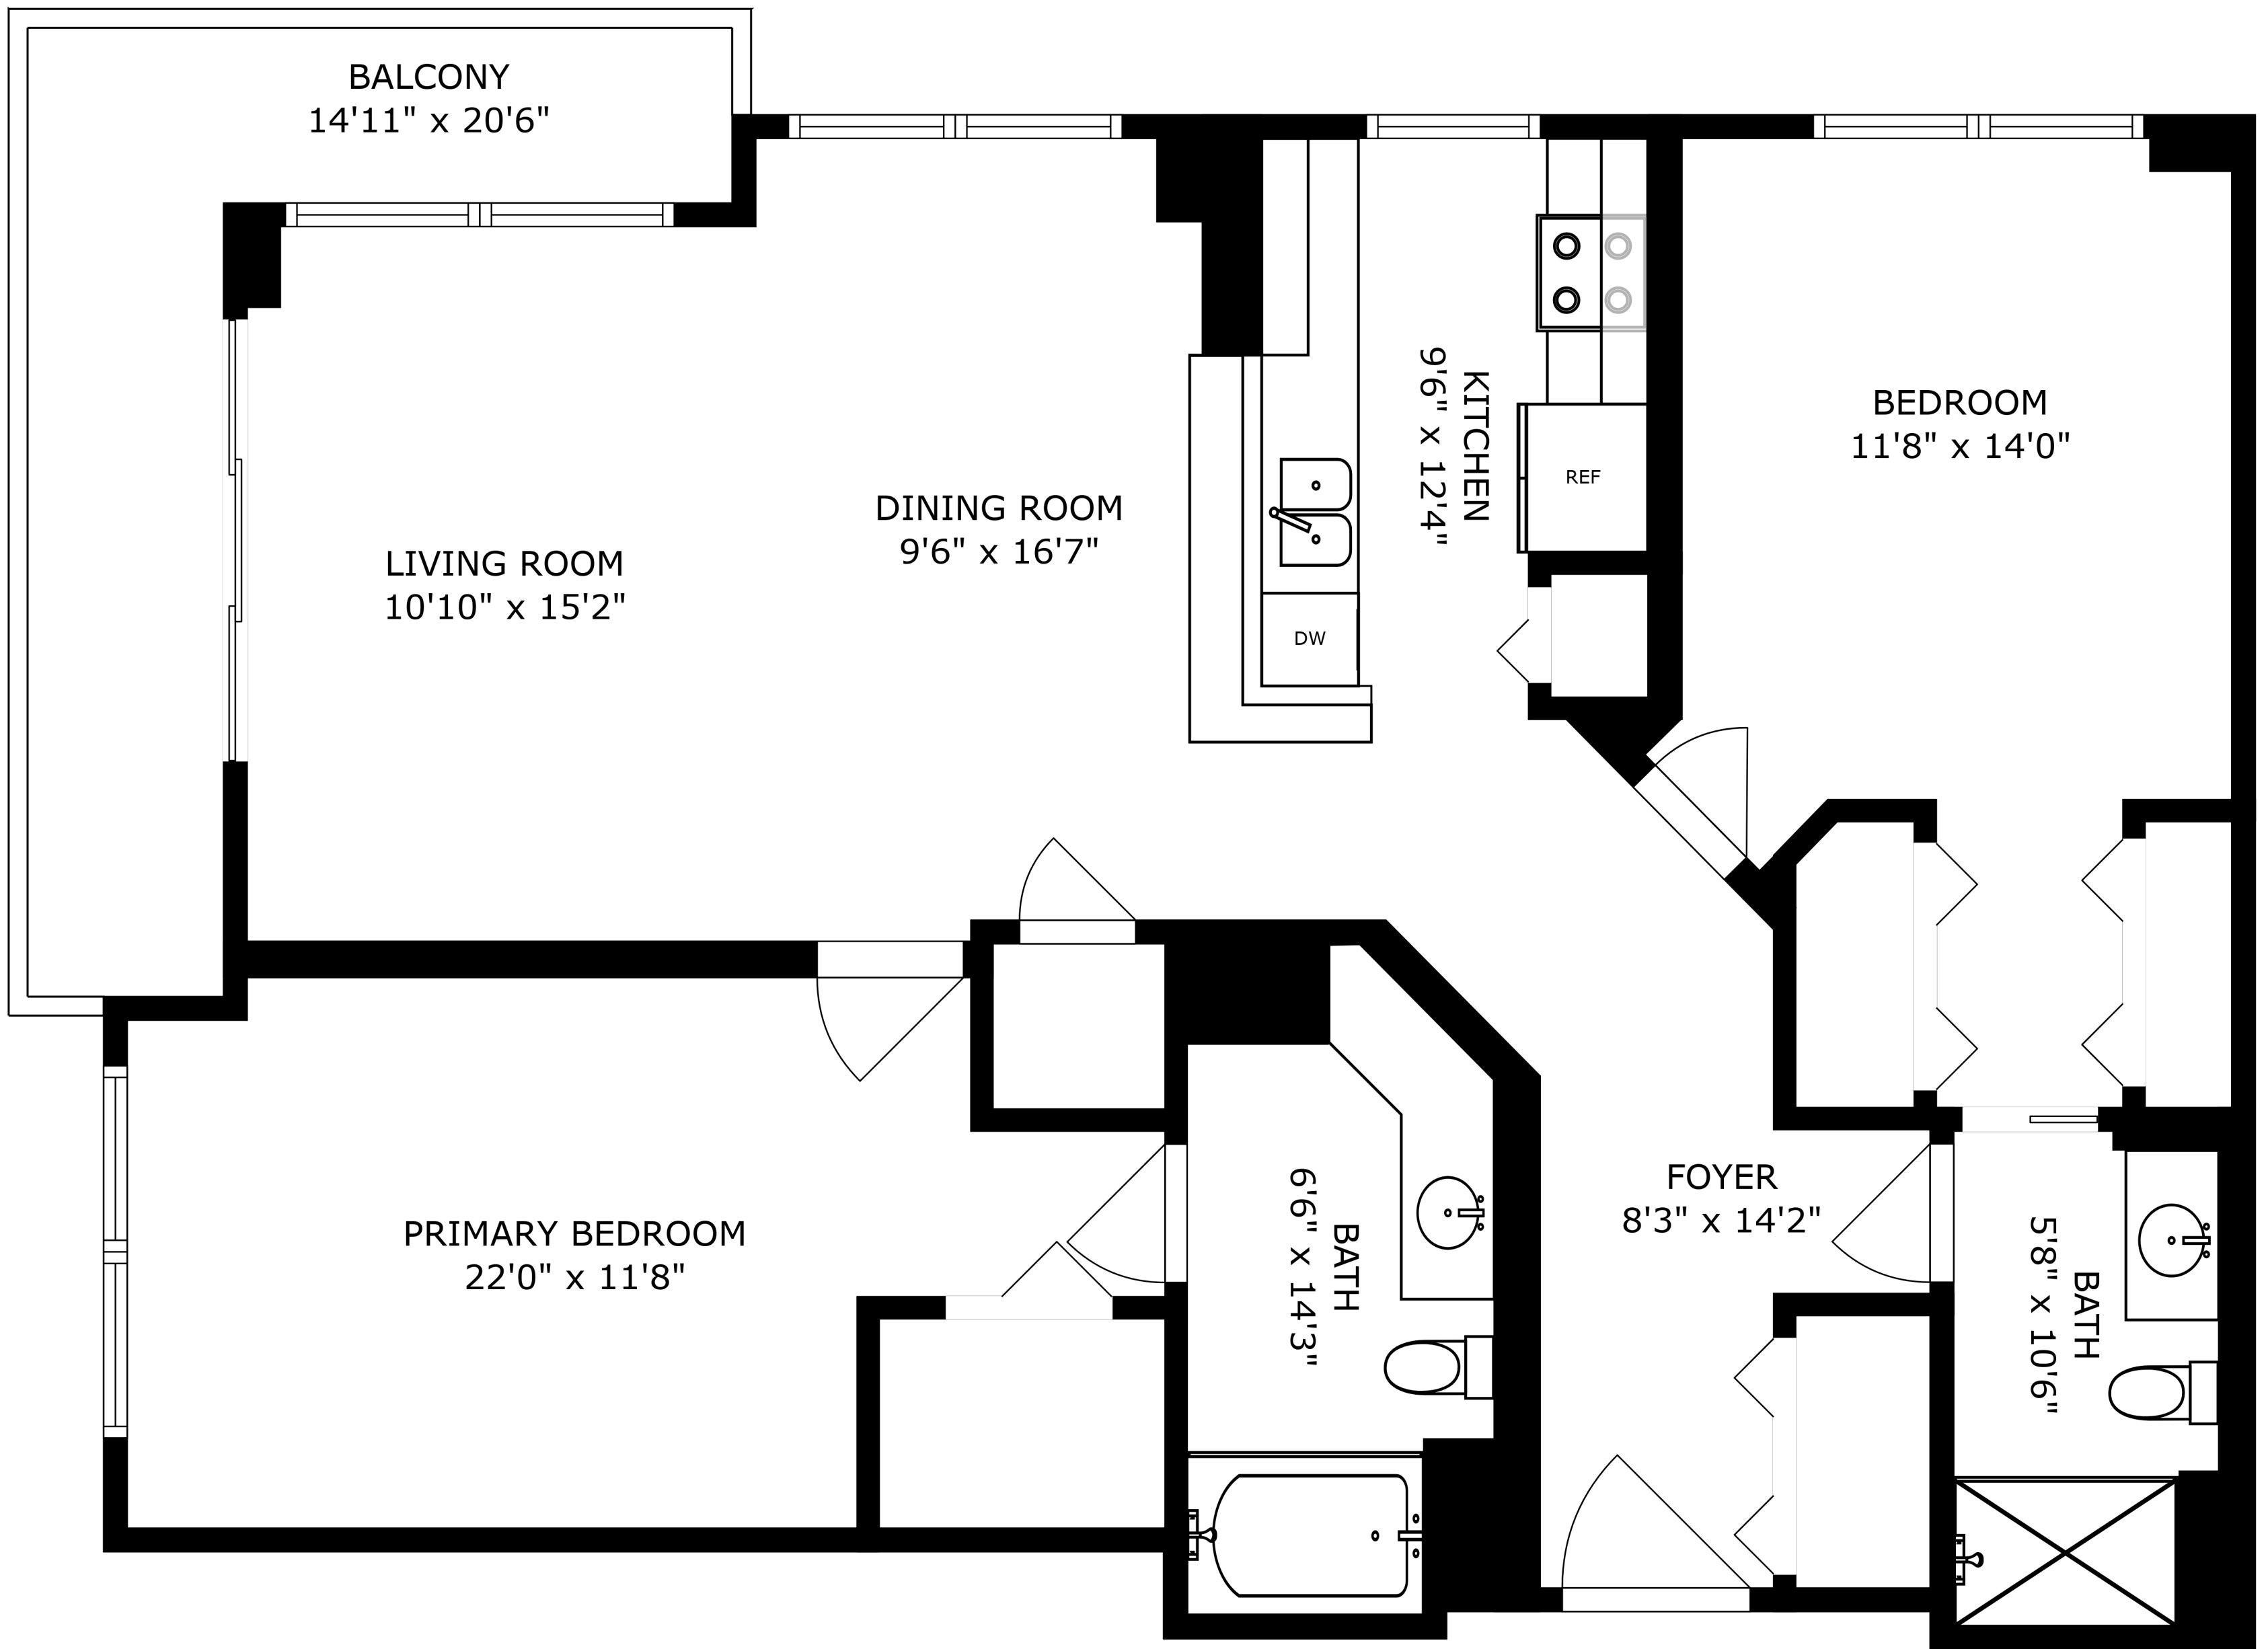 BALCONY
14'11" x 20'6"
LIVING ROOM
10'10" x 15'2"
DINING ROOM
9'6" x 16'7"
KITCHEN
9'6" x 12'4"
REF
DW
BEDROOM
11'8" x 14'0"
PRIMARY BEDROOM
22'0" x 11'8"
BATH
6'6" x 14'3"
FOYER
8'3" x 14'2"
BATH
5'8" x 10'6"